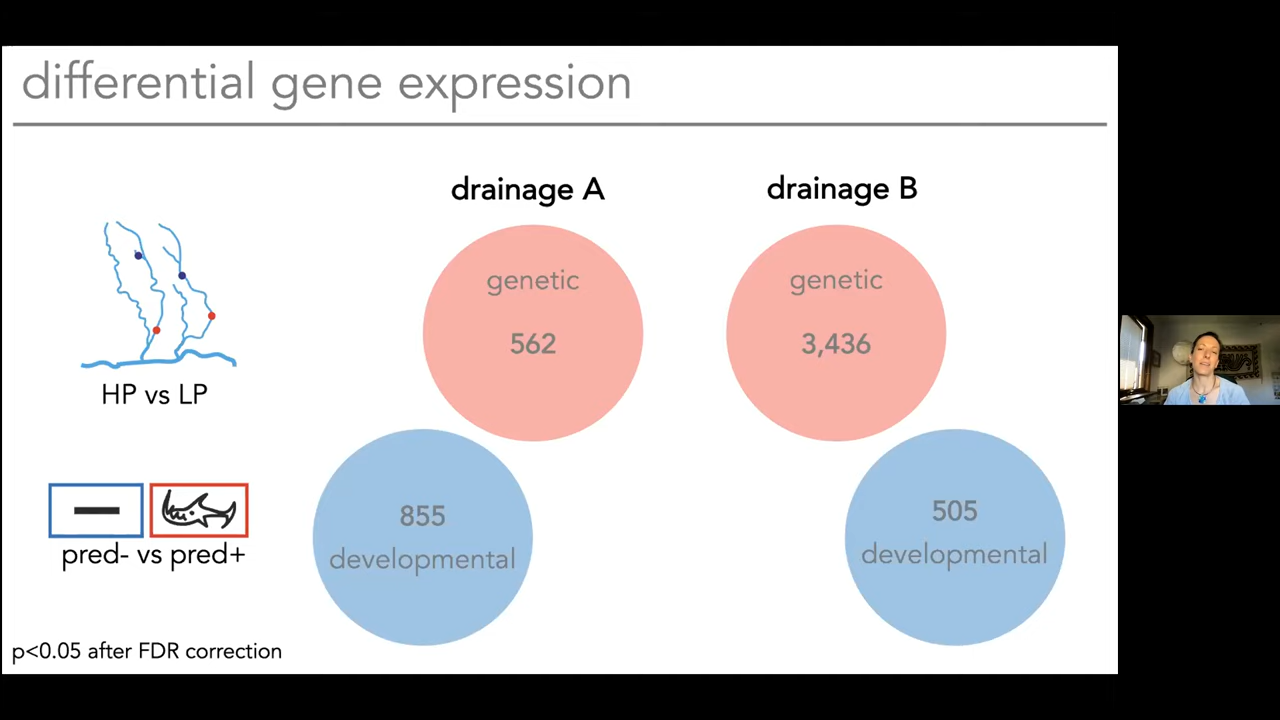 differential gene expression
drainage A
drainage B
genetic
562
genetic
3,436
HP vs LP
855
developmental
505
developmental
pred- vs pred+
p<0.05 after FDR correction